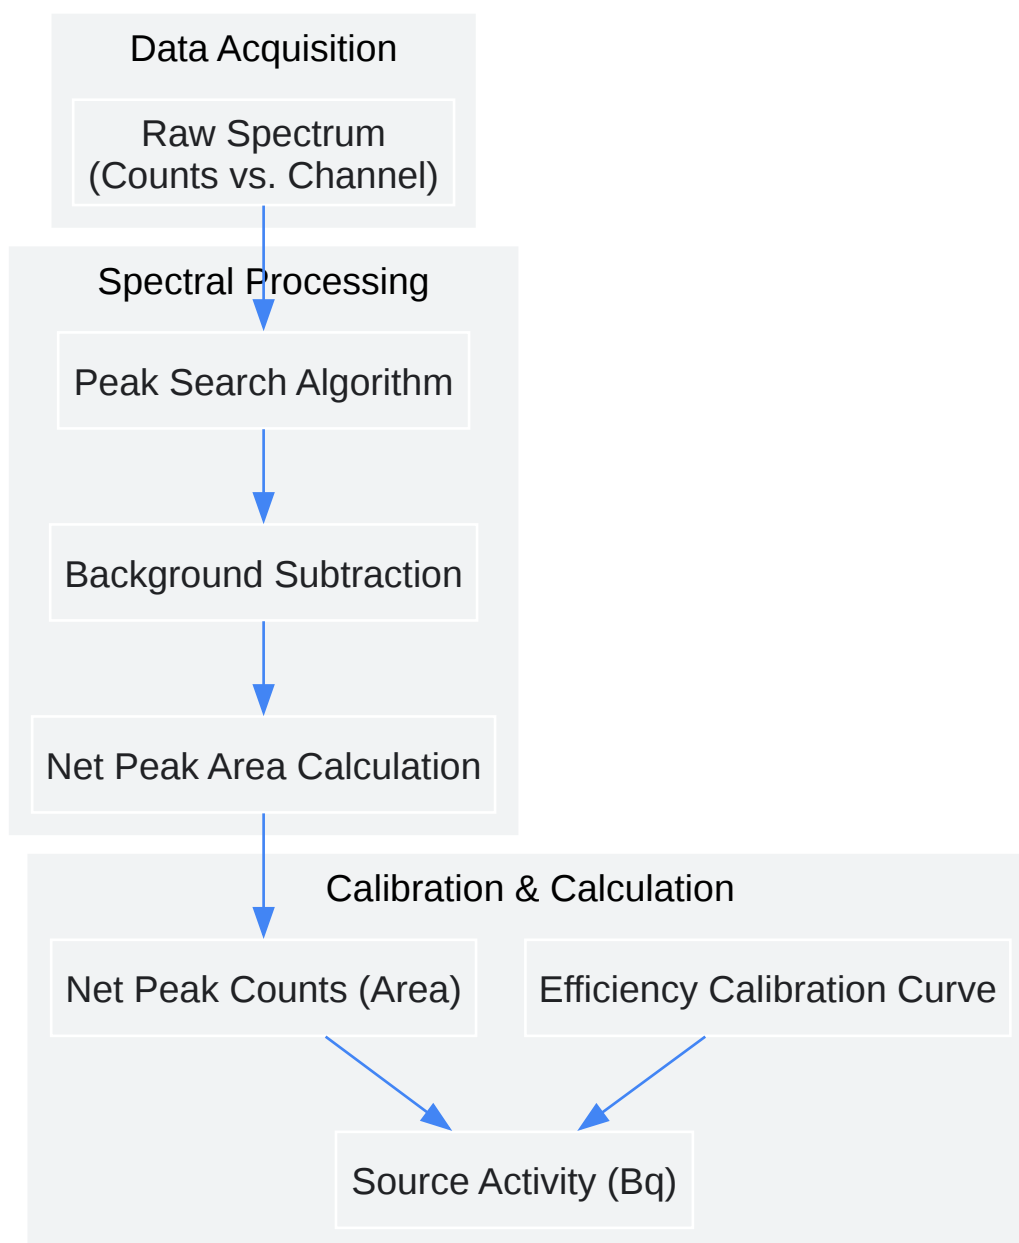 Data Acquisition
Raw Spectrum
(Counts vs. Channel)
Spectral Processing
Peak Search Algorithm
Background Subtraction
Net Peak Area Calculation
Calibration & Calculation
Net Peak Counts (Area)
Efficiency Calibration Curve
Source Activity (Bq)